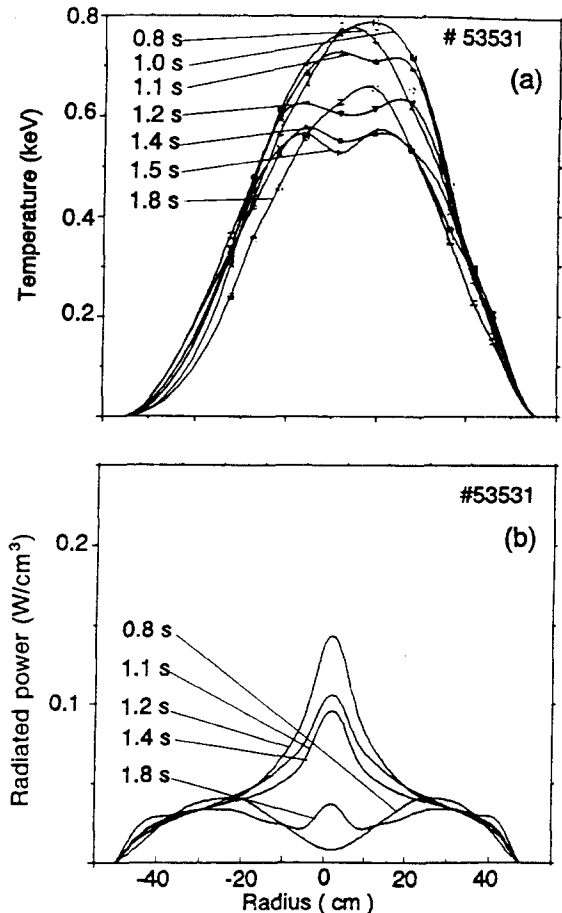 0.8
0.8 s
# 53531
1.0 s
(a)
1.1 s
0.6
1.2 s
1.4 s
1.5 s
0.4
1.8 s
0.2
Temperature (keV)
#53531
(b)
0.2
0.8 s
1.1 s
0.1
1.2 s
1.4 s
1.8 s
Radiated power (W/cm³)
-40 -20 0 20 40
Radius ( cm )